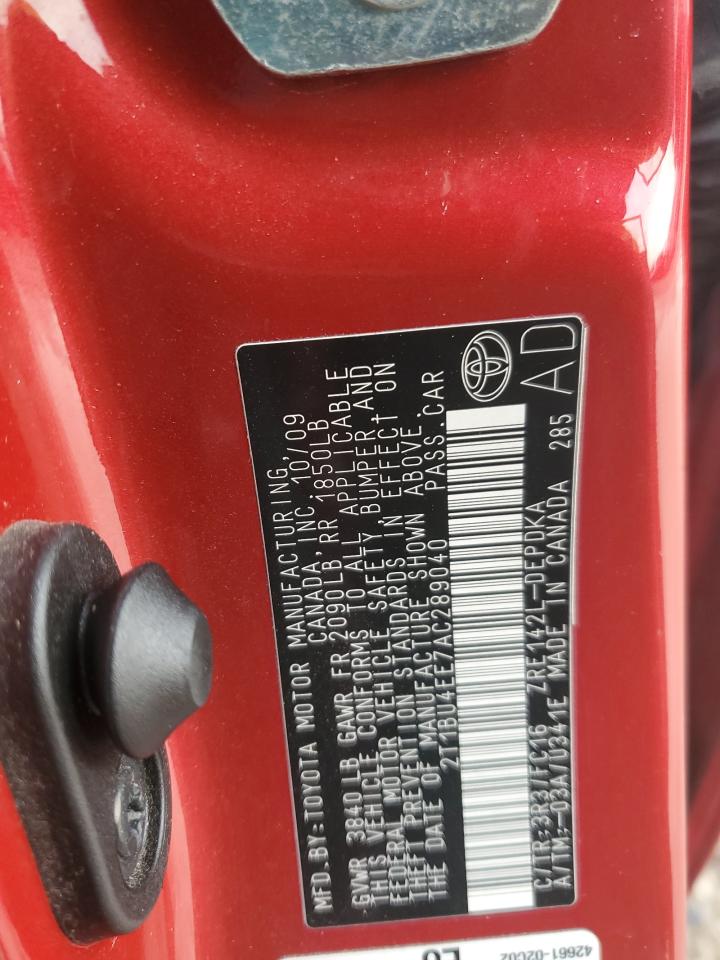 MFD.BY:TOYOTA MOTOR MANUFACTURING,
CANADA, INC. 10/09
GVWR 3840 LB GAWR FR 2090LB,RR 1850LB
THIS VEHICLE CONFORMS TO ALL APPLICABLE
FEDERAL MOTOR VEHICLE SAFETY BUMPER AND
THEFT PREVENTION STANDARDS IN EFFECT ON
THE DATE OF MANUFACTURE SHOWN ABOVE.
2T1BU4EE7AC289040 PASS.CAR
C/TR:3R3/FC16 ZRE142L-DEPDKA
A/TM:-03A/U341E MADE IN CANADA 285
AD
42661-02C02